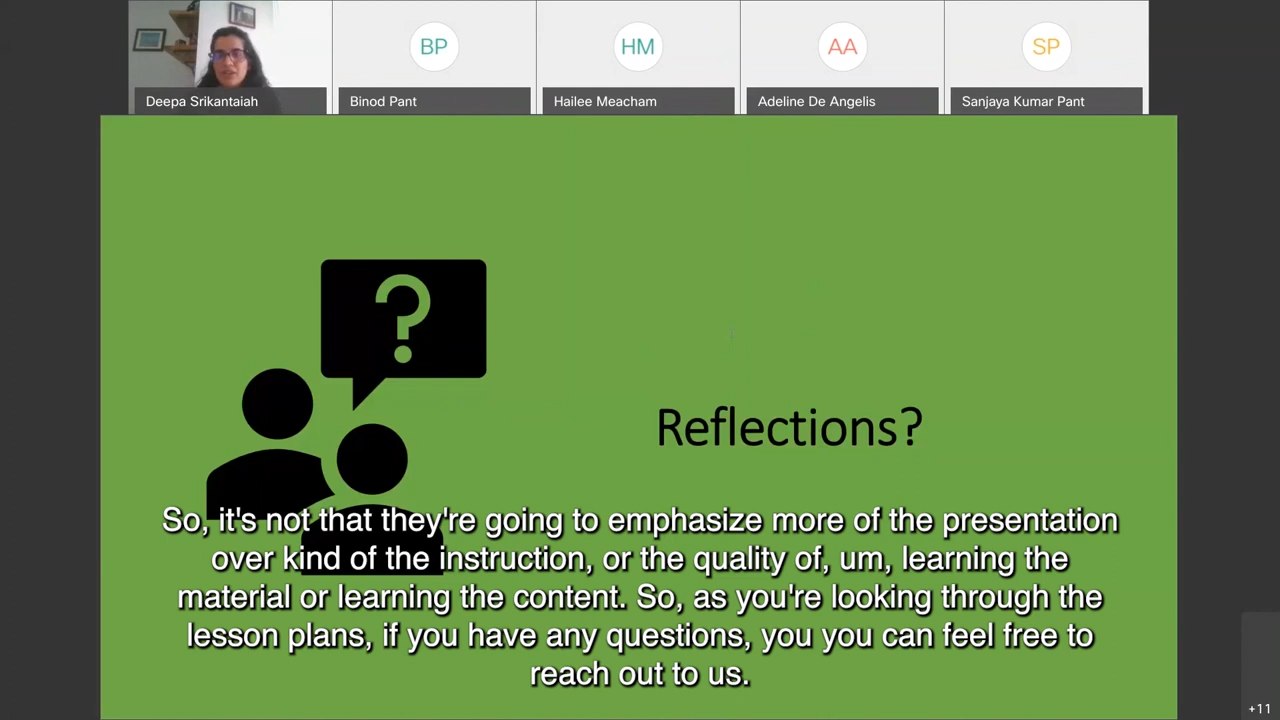 BP
HM
AA
SP
Deepa Srikantaiah
Binod Pant
Hailee Meacham
Adeline De Angelis
Sanjaya Kumar Pant
?
Reflections?
So, it's not that they're going to emphasize more of the presentation
over kind of the instruction, or the quality of, um, learning the
material or learning the content. So, as you're looking through the
lesson plans, if you have any questions, you you can feel free to
reach out to us.
+11